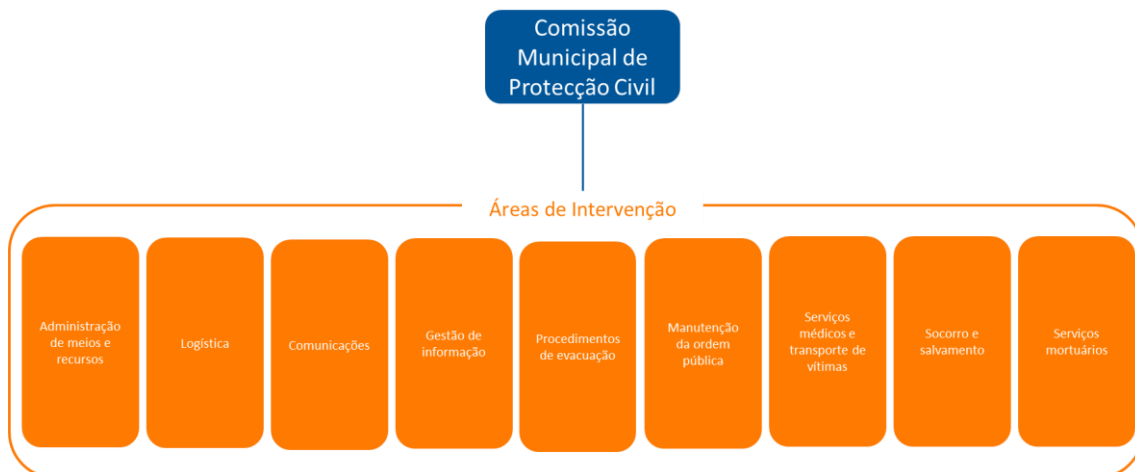 Comissão
Municipal de
Protecção Civil
Áreas de Intervenção
Administração
de meios e
recursos
Logística
Comunicações
Gestão de
informação
Procedimentos
de evacuação
Manutenção
da ordem
pública
Serviços
médicos e
transporte de
vítimas
Socorro e
salvamento
Serviços
mortuários